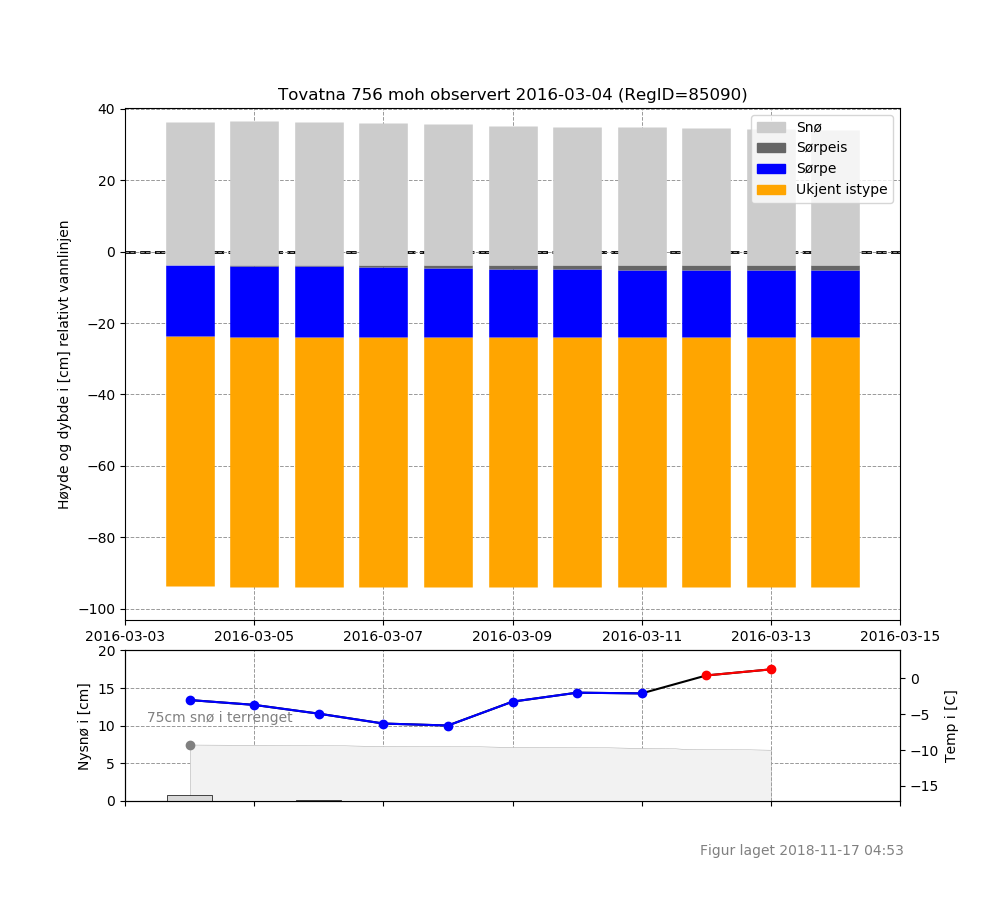 Tovatna 756 moh observert 2016-03-04 (RegID=85090)
Høyde og dybde i [cm] relativt vannlinjen
40
20
0
−20
−40
−60
−80
−100
Snø
Sørpeis
Sørpe
Ukjent istype
2016-03-03 2016-03-05 2016-03-07 2016-03-09 2016-03-11 2016-03-13 2016-03-15
Nysnø i [cm]
20
15
10
5
0
75cm snø i terrenget
0
−5
−10
−15
Temp i [C]
Figur laget 2018-11-17 04:53